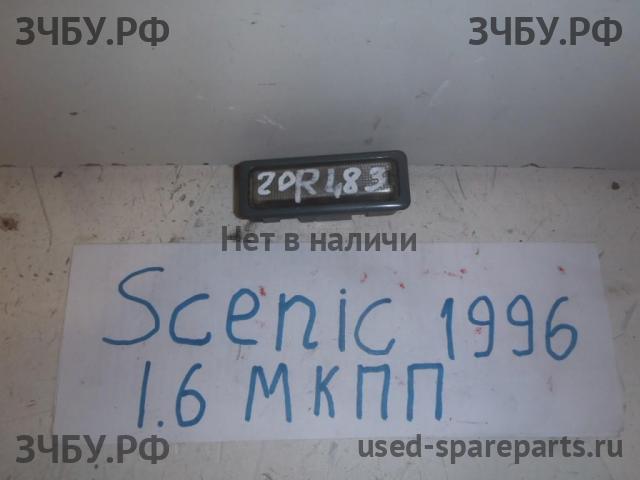 ЗЧБУ.РФ ЗЧБУ.РФ
20R483
Нет в наличи
Scenic 1996
1.6 МКПП
ЗЧБУ.РФ used-spareparts.ru